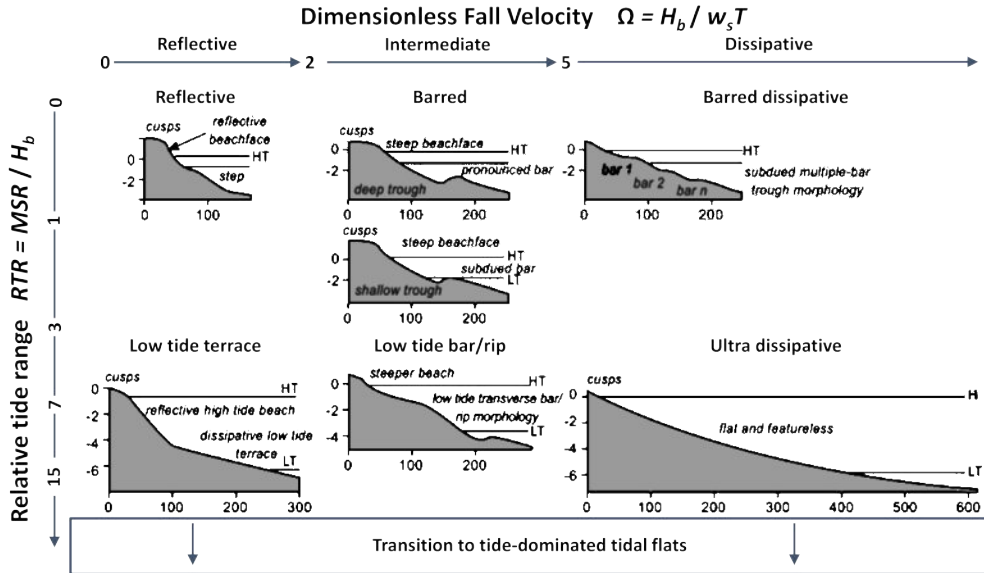 Dimensionless Fall Velocity Ω = Hb / wsT
Reflective
Intermediate
Dissipative
0
2
5
Relative tide range RTR = MSR / Hb
0
1
3
7
15
Reflective
cusps
reflective
beachface
HT
step
0
-2
0
100
Barred
cusps
steep beachface
HT
pronounced bar
deep trough
0
-2
0
100
200
Barred dissipative
HT
bar 1
bar 2
bar n
subdued multiple-bar
trough morphology
0
-2
0
100
200
cusps
steep beachface
HT
subdued bar
LT
shallow trough
0
-2
0
100
200
Low tide terrace
cusps
HT
reflective high tide beach
dissipative low tide
terrace
LT
0
-2
-4
-6
0
100
200
300
Low tide bar/rip
steeper beach
HT
low tide transverse bar/
rip morphology
LT
0
-2
-4
0
200
Ultra dissipative
cusps
H
flat and featureless
LT
0
-2
-4
-6
0
100
200
300
400
500
600
Transition to tide-dominated tidal flats